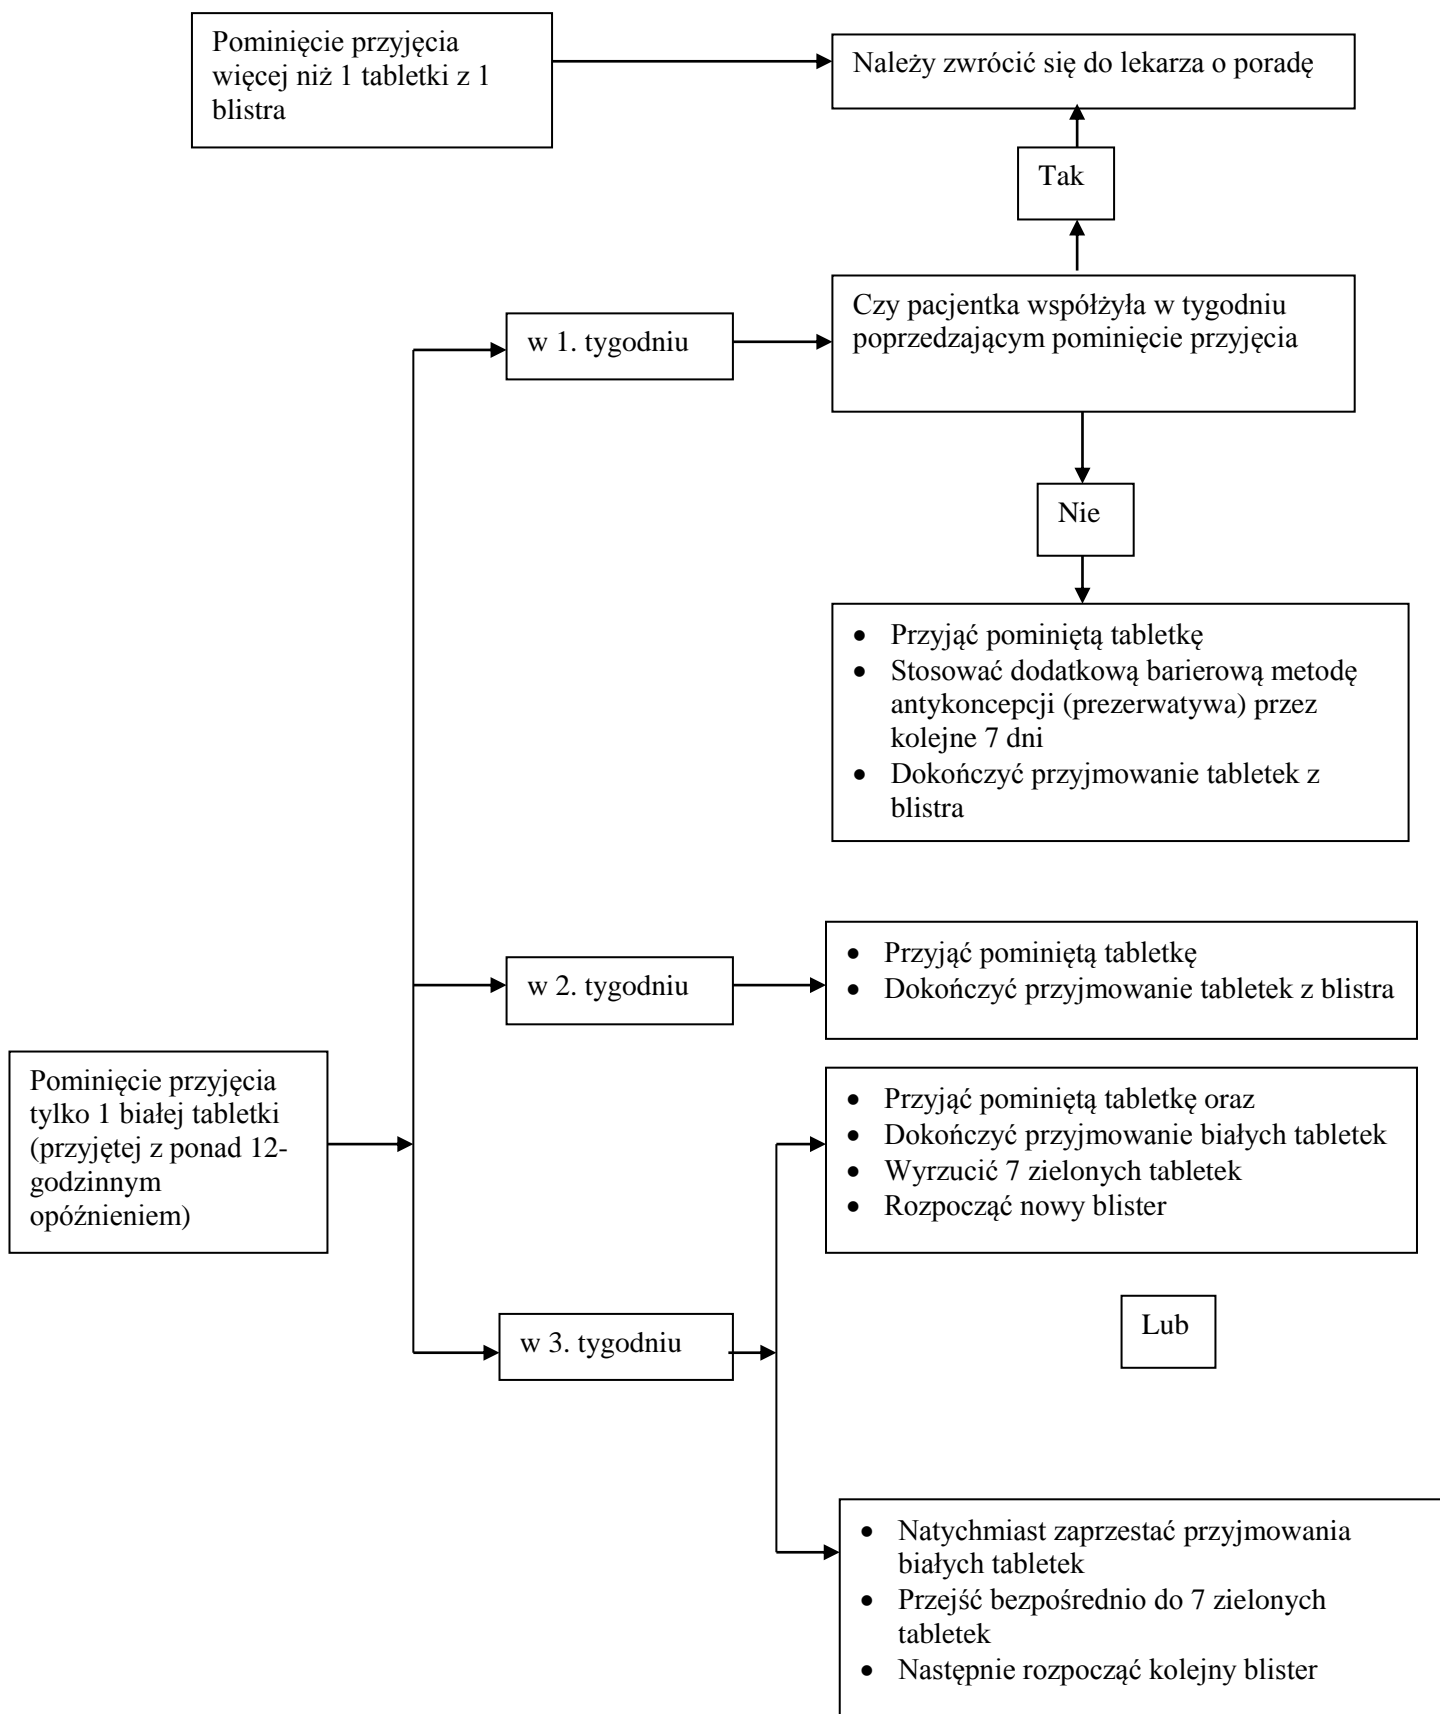 Pominięcie przyjęcia
więcej niż 1 tabletki z 1
blistra
Należy zwrócić się do lekarza o poradę
Tak
Czy pacjentka współżyła w tygodniu
poprzedzającym pominięcie przyjęcia
w 1. tygodniu
Nie
• Przyjąć pominiętą tabletkę
• Stosować dodatkową barierową metodę
antykoncepcji (prezerwatywa) przez
kolejne 7 dni
• Dokończyć przyjmowanie tabletek z
blistra
w 2. tygodniu
• Przyjąć pominiętą tabletkę
• Dokończyć przyjmowanie tabletek z blistra
Pominięcie przyjęcia
tylko 1 białej tabletki
(przyjętej z ponad 12-
godzinnym
opóźnieniem)
• Przyjąć pominiętą tabletkę oraz
• Dokończyć przyjmowanie białych tabletek
• Wyrzucić 7 zielonych tabletek
• Rozpocząć nowy blister
w 3. tygodniu
Lub
• Natychmiast zaprzestać przyjmowania
białych tabletek
• Przejść bezpośrednio do 7 zielonych
tabletek
• Następnie rozpocząć kolejny blister